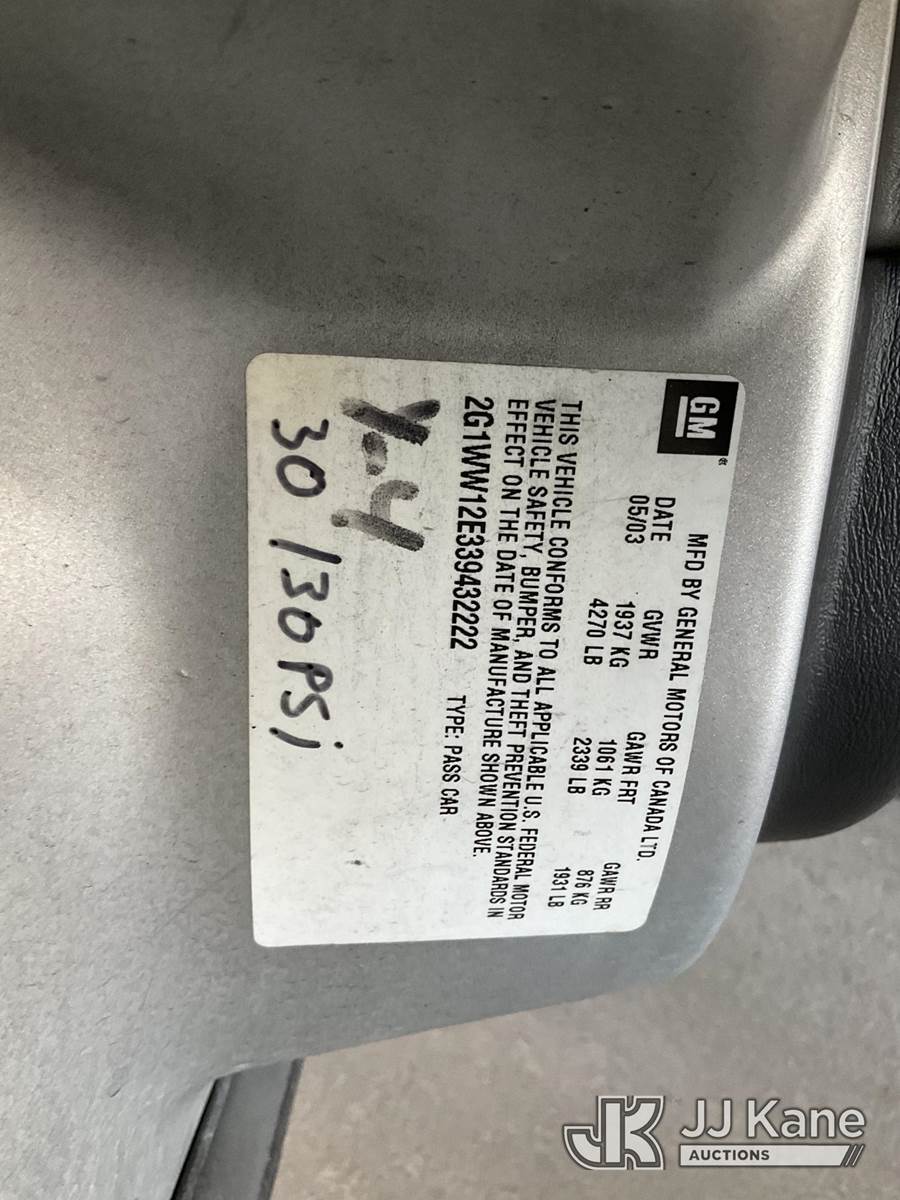 GM
MFD BY GENERAL MOTORS OF CANADA LTD.
DATE GVWR GAWR FRT GAWR RR
05/03 1937 KG 1061 KG 876 KG
4270 LB 2339 LB 1931 LB
THIS VEHICLE CONFORMS TO ALL APPLICABLE U.S. FEDERAL MOTOR
VEHICLE SAFETY, BUMPER, AND THEFT PREVENTION STANDARDS IN
EFFECT ON THE DATE OF MANUFACTURE SHOWN ABOVE.
2G1WW12E339432222 TYPE: PASS CAR
30/30 PSi
JK JJ Kane
AUCTIONS